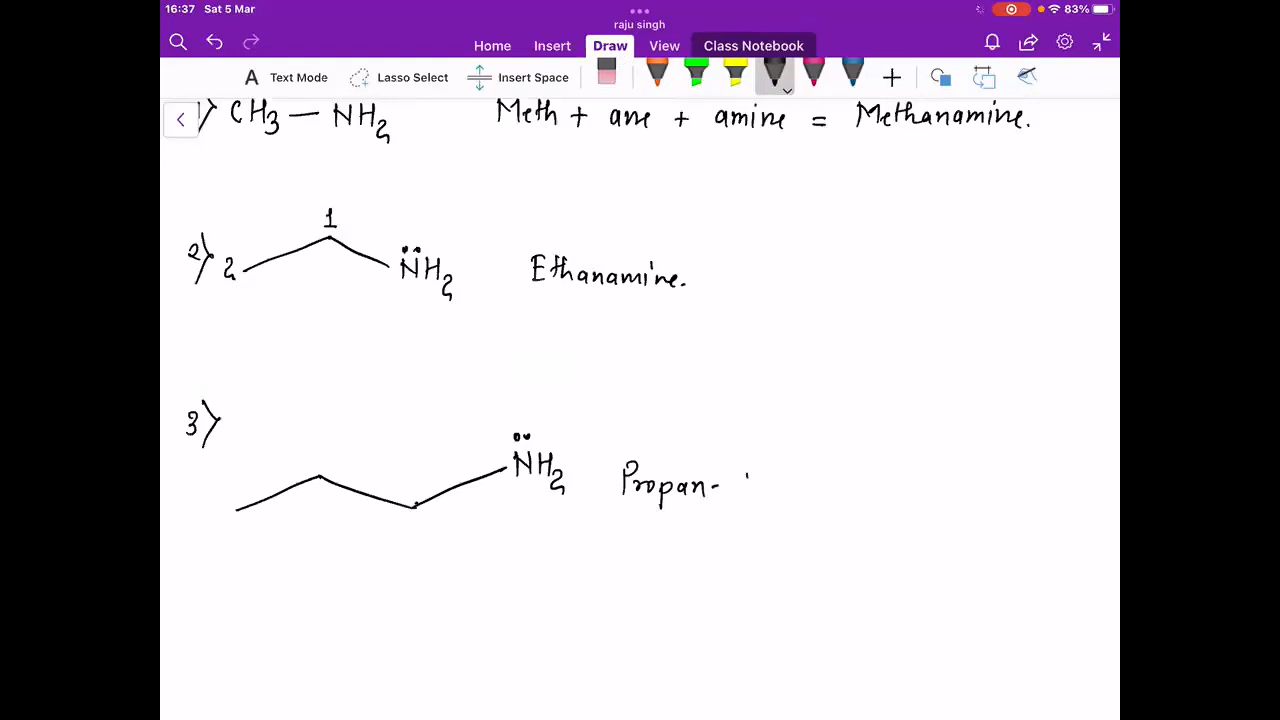 16:37 Sat 5 Mar
83%
raju singh
Home Insert Draw View Class Notebook
A Text Mode Lasso Select Insert Space
1) CH3 — NH2 Meth + ane + amine = Methanamine.
1
2) 2 NH2 Ethanamine.
3)
NH2 Propan-